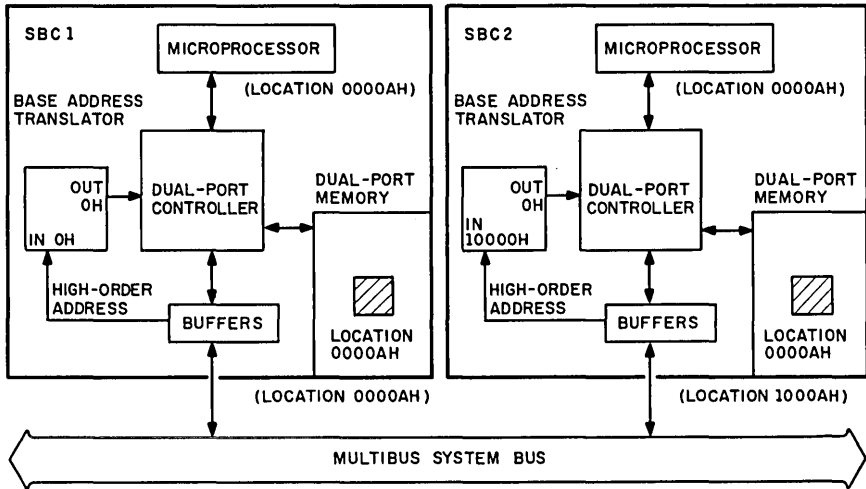 SBC 1
MICROPROCESSOR
(LOCATION 0000AH)
BASE ADDRESS
TRANSLATOR
OUT
0H
IN 0H
DUAL-PORT
CONTROLLER
DUAL-PORT
MEMORY
HIGH-ORDER
ADDRESS
BUFFERS
LOCATION
0000AH
(LOCATION 0000AH)
SBC2
MICROPROCESSOR
(LOCATION 0000AH)
BASE ADDRESS
TRANSLATOR
OUT
0H
IN
10000H
DUAL-PORT
CONTROLLER
DUAL-PORT
MEMORY
HIGH-ORDER
ADDRESS
BUFFERS
LOCATION
0000AH
(LOCATION 1000AH)
MULTIBUS SYSTEM BUS